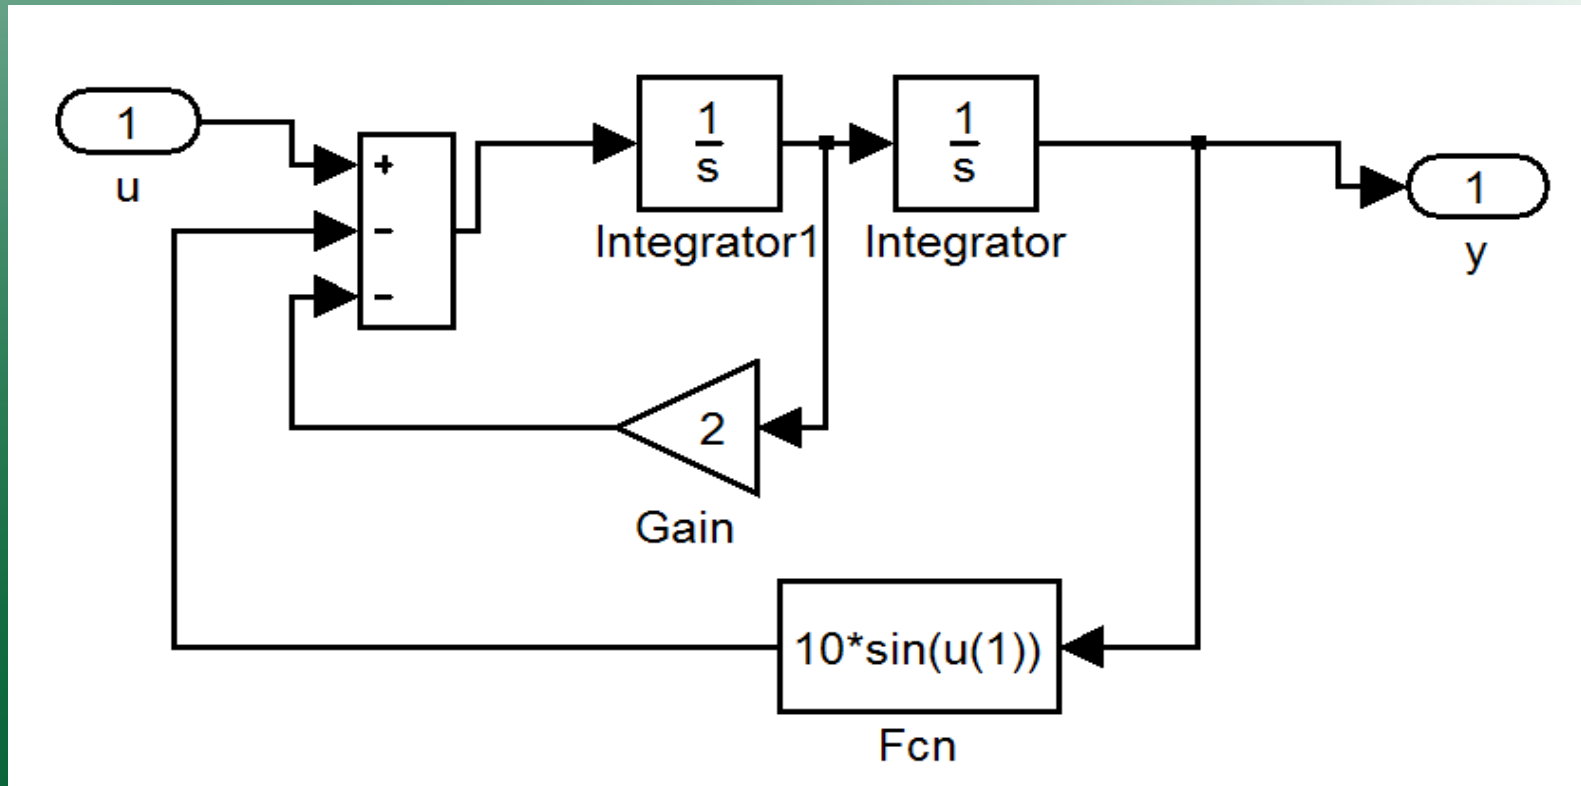 1
u
+
−
−
1
s
Integrator1
1
s
Integrator
1
y
2
Gain
10*sin(u(1))
Fcn